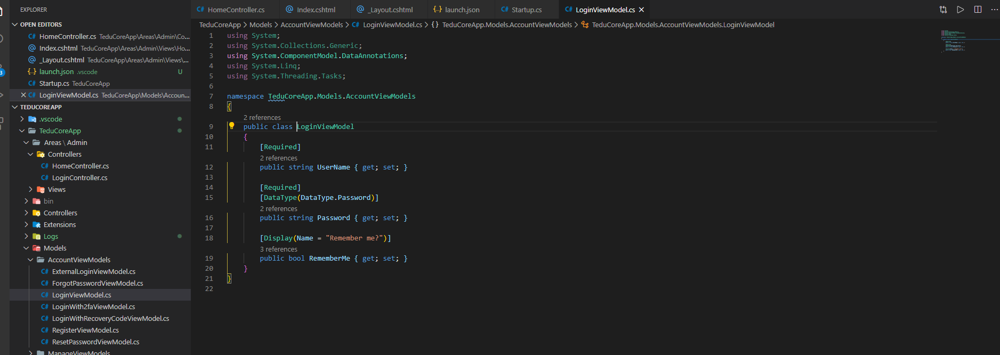 EXPLORER
OPEN EDITORS
C# HomeController.cs TeduCoreApp\Areas\Admin\Co...
@ Index.cshtml TeduCoreApp\Areas\Admin\Views\Ho...
@ _Layout.cshtml TeduCoreApp\Areas\Admin\Views\...
{..} launch.json .vscode U
C# Startup.cs TeduCoreApp
C# LoginViewModel.cs TeduCoreApp\Models\Accoun...
TEDUCOREAPP
.vscode
TeduCoreApp
Areas \ Admin
Controllers
C# HomeController.cs
C# LoginController.cs
Views
bin
Controllers
Extensions
Logs
Models
AccountViewModels
C# ExternalLoginViewModel.cs
C# ForgotPasswordViewModel.cs
C# LoginViewModel.cs
C# LoginWith2faViewModel.cs
C# LoginWithRecoveryCodeViewModel.cs
C# RegisterViewModel.cs
C# ResetPasswordViewModel.cs
ManageViewModels
3
C# HomeController.cs @ Index.cshtml @ _Layout.cshtml {..} launch.json C# Startup.cs C# LoginViewModel.cs
TeduCoreApp > Models > AccountViewModels > C# LoginViewModel.cs > {} TeduCoreApp.Models.AccountViewModels > TeduCoreApp.Models.AccountViewModels.LoginViewModel
1 using System;
2 using System.Collections.Generic;
3 using System.ComponentModel.DataAnnotations;
4 using System.Linq;
5 using System.Threading.Tasks;
6
7 namespace TeduCoreApp.Models.AccountViewModels
8 {
2 references
9 public class LoginViewModel
10 {
11 [Required]
2 references
12 public string UserName { get; set; }
13
14 [Required]
15 [DataType(DataType.Password)]
2 references
16 public string Password { get; set; }
17
18 [Display(Name = "Remember me?")]
3 references
19 public bool RememberMe { get; set; }
20 }
21 }
22